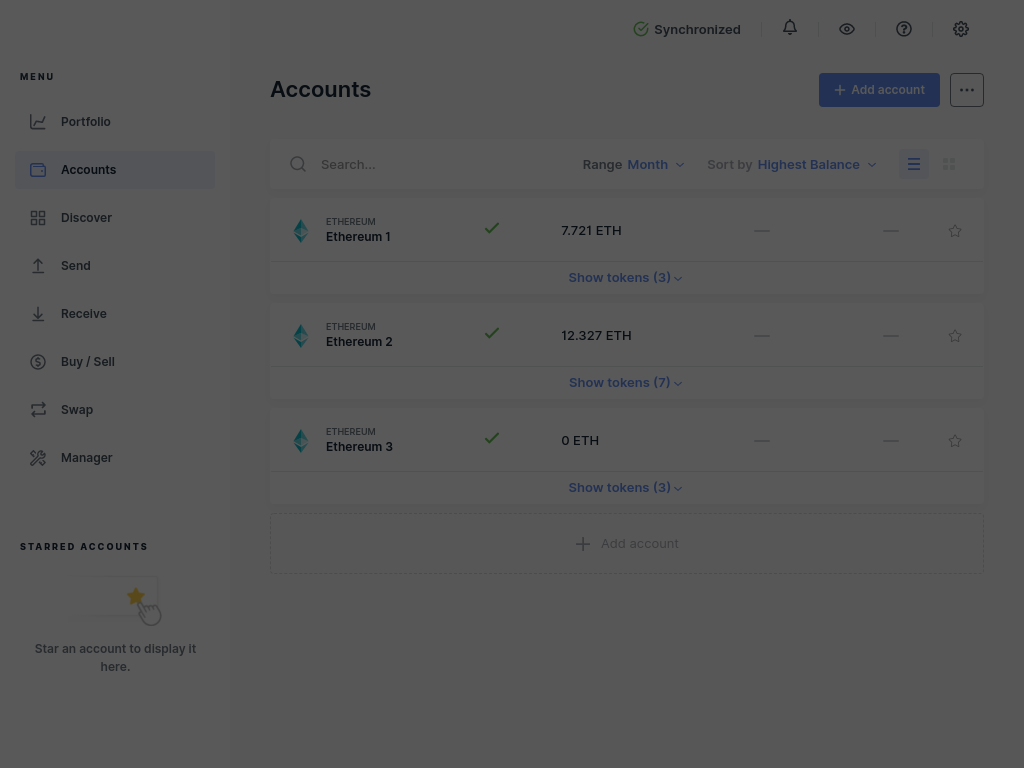 Synchronized
MENU
Portfolio
Accounts
Discover
Send
Receive
Buy / Sell
Swap
Manager
STARRED ACCOUNTS
Star an account to display it
here.
Accounts
Add account
Search...
Range Month
Sort by Highest Balance
ETHEREUM
Ethereum 1
7.721 ETH
—
—
Show tokens (3)
ETHEREUM
Ethereum 2
12.327 ETH
—
—
Show tokens (7)
ETHEREUM
Ethereum 3
0 ETH
—
—
Show tokens (3)
Add account